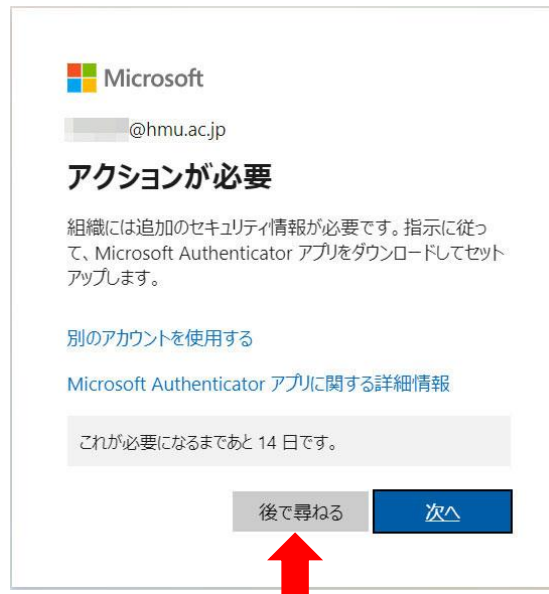 Microsoft
@hmu.ac.jp
アクションが必要
組織には追加のセキュリティ情報が必要です。指示に従っ
て、Microsoft Authenticator アプリをダウンロードしてセット
アップします。
別のアカウントを使用する
Microsoft Authenticator アプリに関する詳細情報
これが必要になるまであと 14 日です。
後で尋ねる
次へ